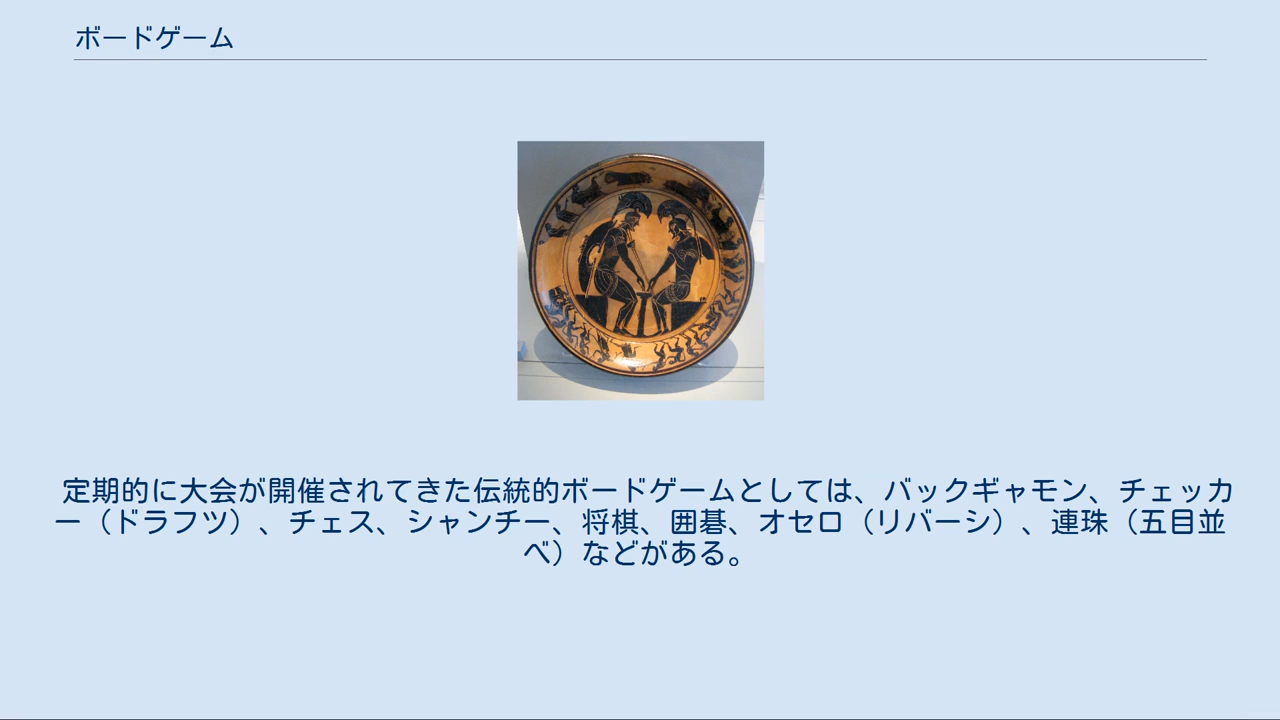 ボードゲーム
定期的に大会が開催されてきた伝統的ボードゲームとしては、バックギャモン、チェッカ
ー（ドラフツ）、チェス、シャンチー、将棋、囲碁、オセロ（リバーシ）、連珠（五目並
べ）などがある。